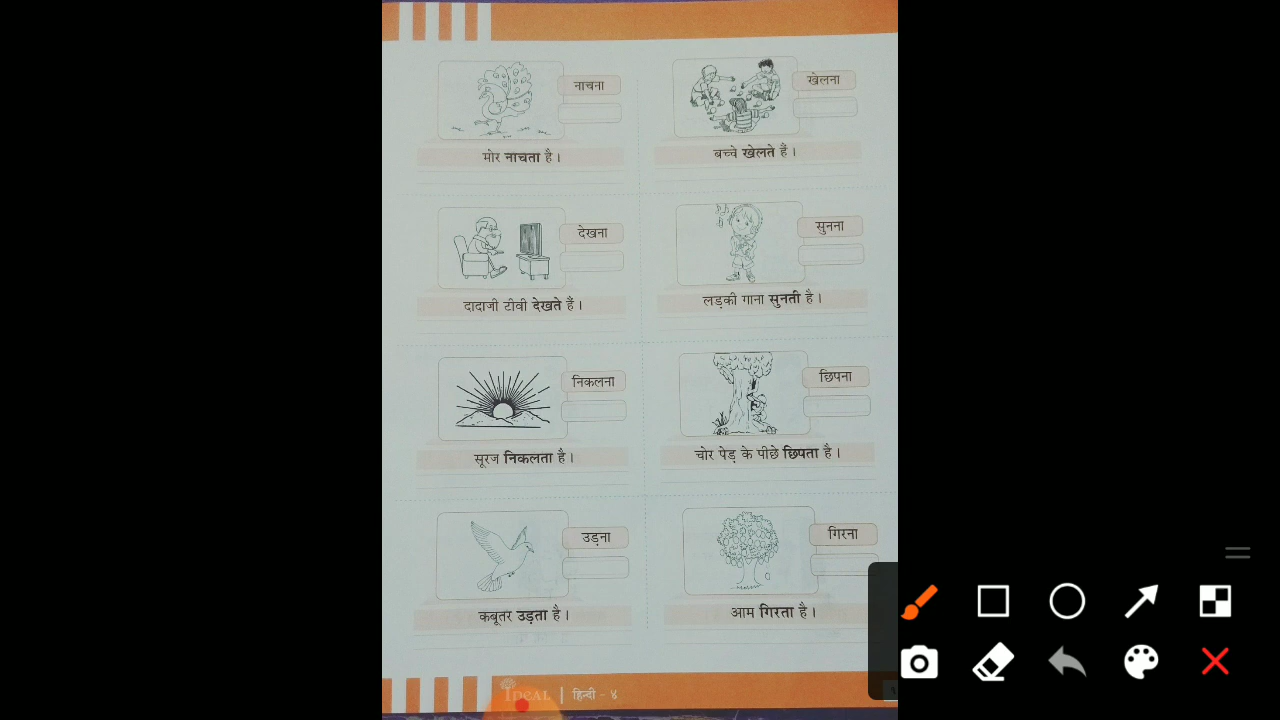 नाचना
मोर नाचता है।
खेलना
बच्चे खेलते हैं।
देखना
दादाजी टीवी देखते हैं।
सुनना
लड़की गाना सुनती है।
निकलना
सूरज निकलता है।
छिपना
चोर पेड़ के पीछे छिपता है।
उड़ना
कबूतर उड़ता है।
गिरना
आम गिरता है।
IDEAL | हिन्दी - ४